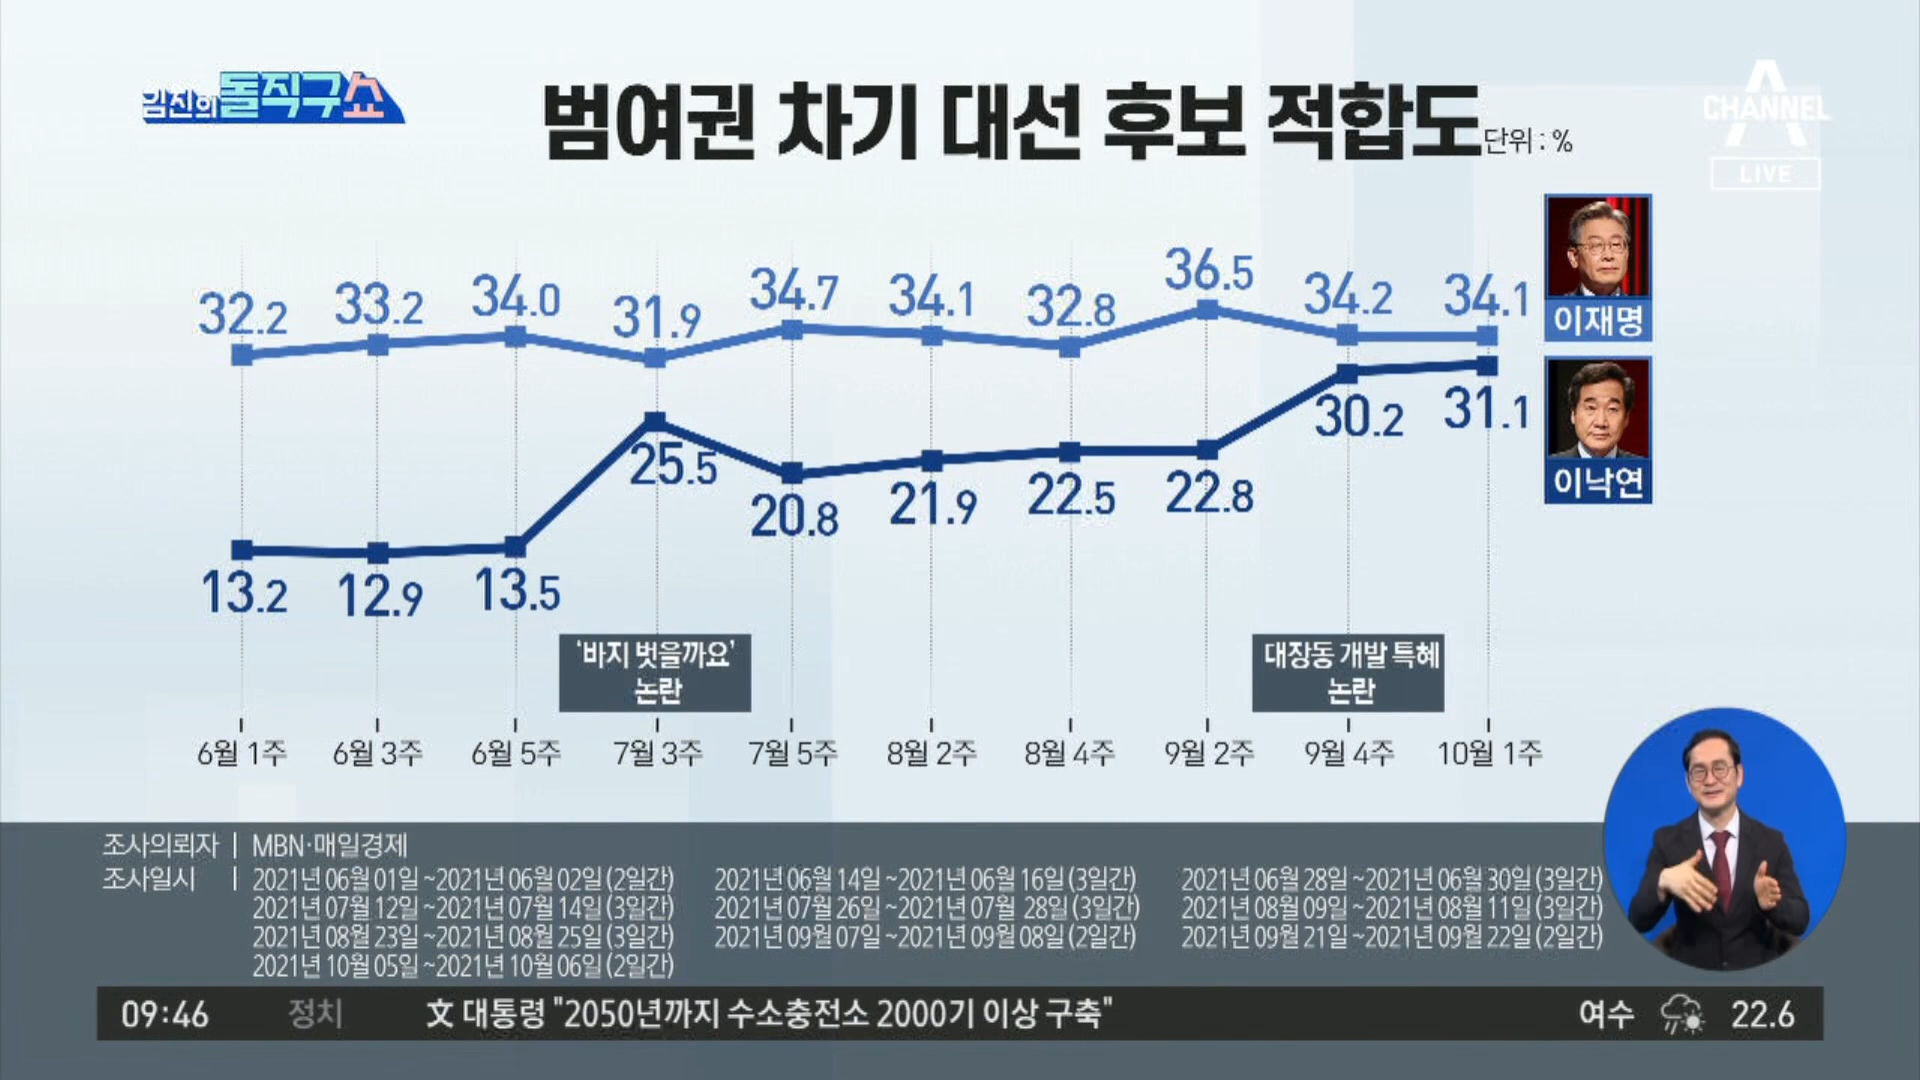 김진의 돌직구쇼
범여권 차기 대선 후보 적합도
단위 : %
CHANNEL A
LIVE
32.2 33.2 34.0 31.9 34.7 34.1 32.8 36.5 34.2 34.1
이재명
13.2 12.9 13.5 25.5 20.8 21.9 22.5 22.8 30.2 31.1
이낙연
'바지 벗을까요'
논란
대장동 개발 특혜
논란
6월 1주 6월 3주 6월 5주 7월 3주 7월 5주 8월 2주 8월 4주 9월 2주 9월 4주 10월 1주
조사의뢰자 | MBN·매일경제
조사일시 | 2021년 06월 01일 ~2021년 06월 02일 (2일간) 2021년 06월 14일 ~2021년 06월 16일 (3일간) 2021년 06월 28일 ~2021년 06월 30일 (3일간)
2021년 07월 12일 ~2021년 07월 14일 (3일간) 2021년 07월 26일 ~2021년 07월 28일 (3일간) 2021년 08월 09일 ~2021년 08월 11일 (3일간)
2021년 08월 23일 ~2021년 08월 25일 (3일간) 2021년 09월 07일 ~2021년 09월 08일 (2일간) 2021년 09월 21일 ~2021년 09월 22일 (2일간)
2021년 10월 05일 ~2021년 10월 06일 (2일간)
09:46 정치 文 대통령 "2050년까지 수소충전소 2000기 이상 구축" 여수 22.6